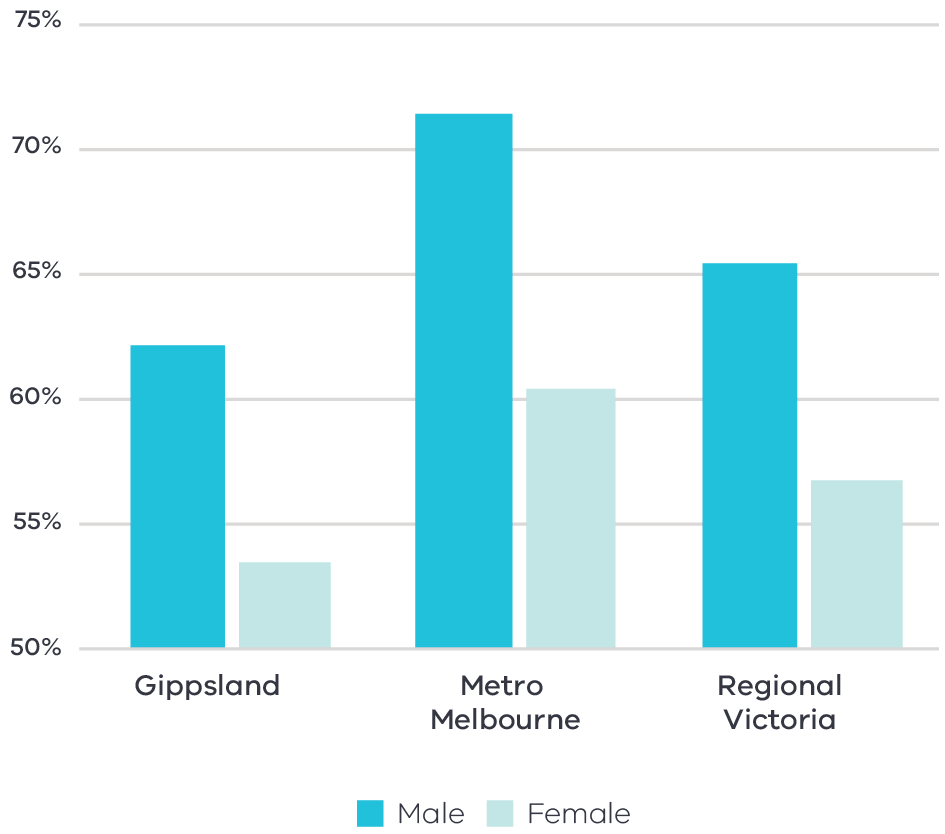 75%
70%
65%
60%
55%
50%
Gippsland
Metro
Melbourne
Regional
Victoria
Male Female